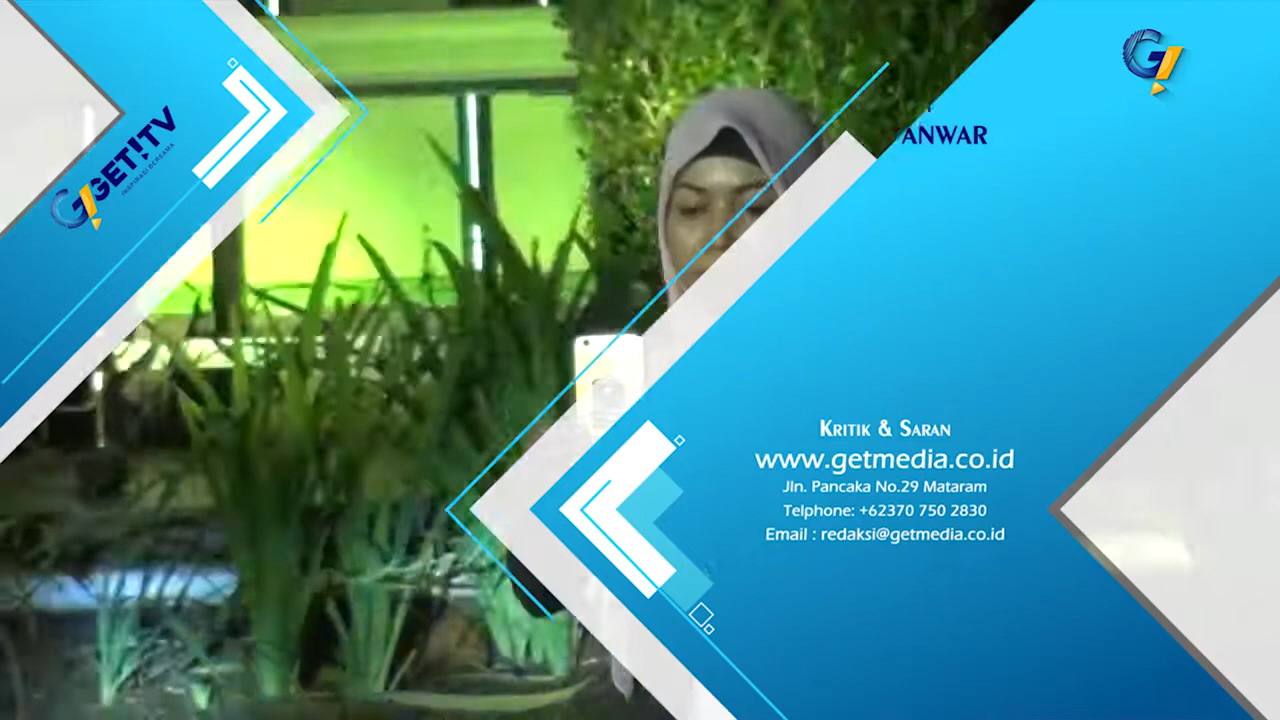 GET!TV
INSPIRASI BERSAMA
ANWAR
Kritik & Saran
www.getmedia.co.id
Jln. Pancaka No.29 Mataram
Telphone: +62370 750 2830
Email : redaksi@getmedia.co.id